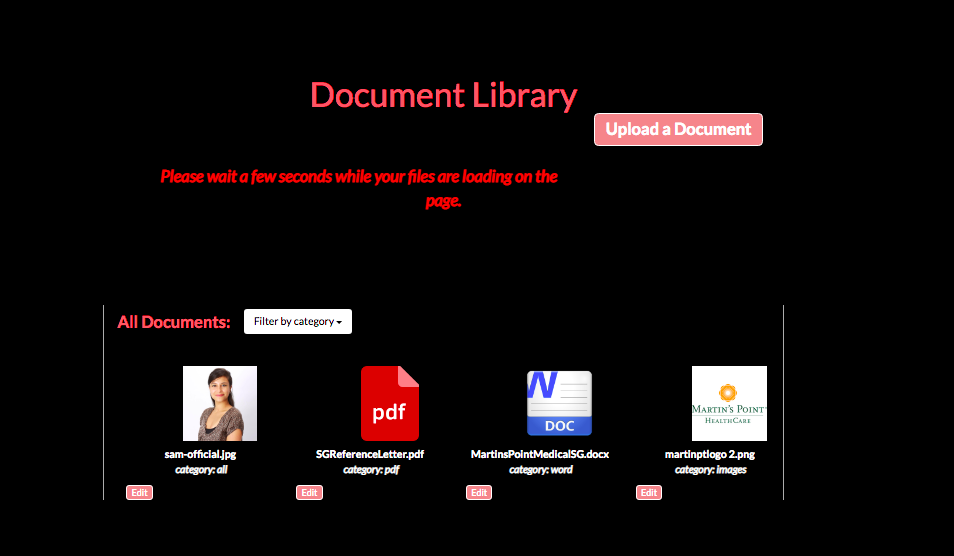 Document Library
Upload a Document
Please wait a few seconds while your files are loading on the
page.
All Documents:
Filter by category
pdf
W
DOC
MARTIN'S POINT
HEALTHCARE
sam-official.jpg
SGReferenceLetter.pdf
MartinsPointMedicalSG.docx
martinptlogo 2.png
category: all
category: pdf
category: word
category: images
Edit
Edit
Edit
Edit